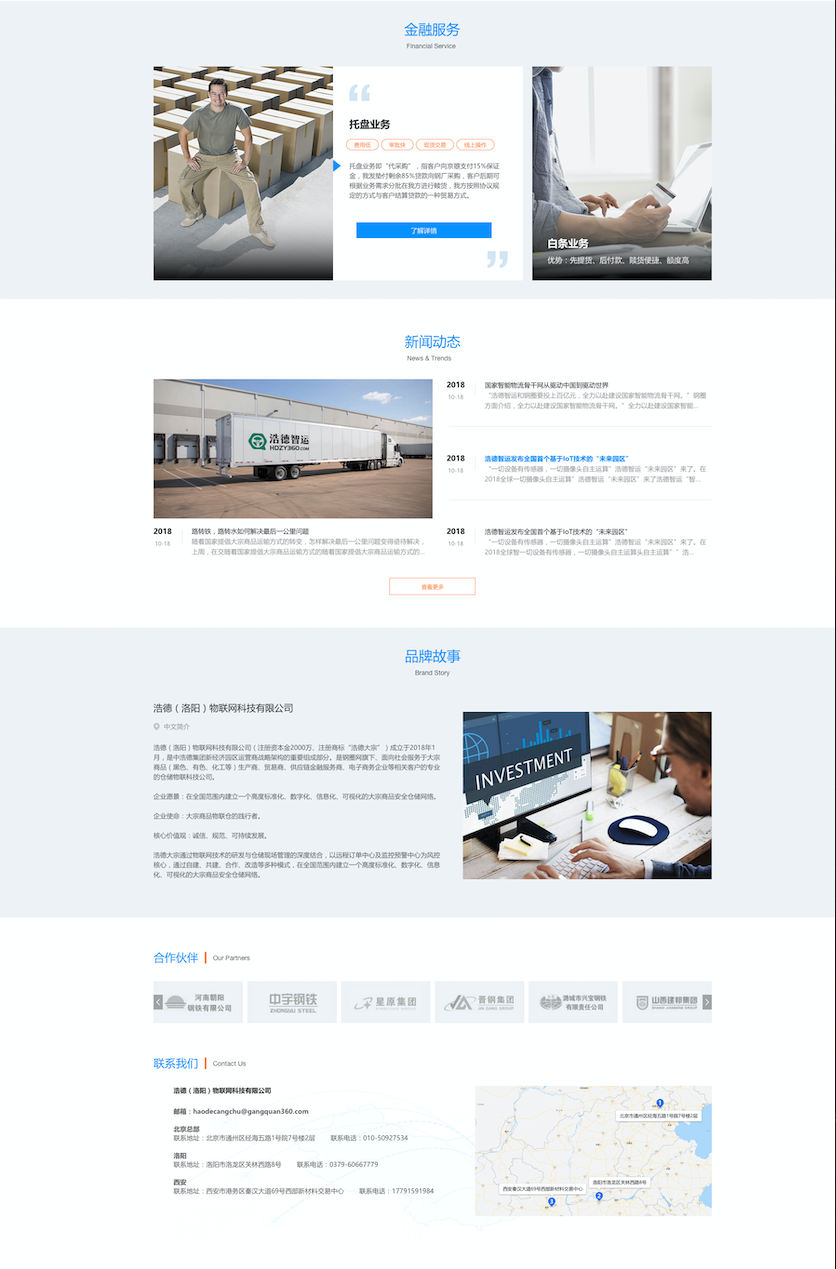 金融服务
Financial Service
托盘业务
费用低
审批快
现货交易
线上操作
托盘业务即“代采购”，指客户向京慷支付15%保证
金，我发垫付剩余85%贷款向钢厂采购，客户后期可
根据业务需求分批在我方进行赎货，我方按照协议规
定的方式与客户结算贷款的一种贸易方式。
了解详情
白条业务
优势：先提货、后付款、赎货便捷、额度高
新闻动态
News & Trends
浩德智运
HDZY360.COM
2018
10-18
路转铁，路转水如何解决最后一公里问题
随着国家提倡大宗商品运输方式的转变，怎样解决最后一公里问题变得亟待解决，
上周，在交随着国家提倡大宗商品运输方式的随着国家提倡大宗商品运输方式的...
2018
10-18
国家智能物流骨干网从驱动中国到驱动世界
“浩德智运和钢圈要投上百亿元，全力以赴建设国家智能物流骨干网。”钢圈
方面介绍，全力以赴建设国家智能物流骨干网。”全力以赴建设国家智能...
2018
10-18
浩德智运发布全国首个基于IoT技术的“未来园区”
“一切设备有传感器，一切摄像头自主运算”浩德智运“未来园区”来了。在
2018全球一切摄像头自主运算”浩德智运“未来园区”来了浩德智运“智...
2018
10-18
浩德智运发布全国首个基于IoT技术的“未来园区”
“一切设备有传感器，一切摄像头自主运算”浩德智运“未来园区”来了。在
2018全球智一切设备有传感器，一切摄像头自主运算头自主运算”“浩...
查看更多
品牌故事
Brand Story
浩德（洛阳）物联网科技有限公司
中文简介
浩德（洛阳）物联网科技有限公司（注册资本金2000万、注册商标“浩德大宗”）成立于2018年1
月，是中浩德集团新经济园区运营商战略架构的重要组成部分。是钢圈网旗下、面向社会服务于大宗
商品（黑色、有色、化工等）生产商、贸易商、供应链金融服务商、电子商务企业等相关客户的专业
的仓储物联科技公司。
企业愿景：在全国范围内建立一个高度标准化、数字化、信息化、可视化的大宗商品安全仓储网络。
企业使命：大宗商品物联仓的践行者。
核心价值观：诚信、规范、可持续发展。
浩德大宗通过物联网技术的研发与仓储现场管理的深度结合，以远程订单中心及监控预警中心为风控
核心，通过自建、共建、合作、改造等多种模式，在全国范围内建立一个高度标准化、数字化、信息
化、可视化的大宗商品安全仓储网络。
INVESTMENT
合作伙伴
Our Partners
河南朝阳
钢铁有限公司
中宇钢铁
ZHONGYU STEEL
星原集团
晋钢集团
JIN GANG GROUP
潞城市兴宝钢铁
有限责任公司
山西建邦集团
联系我们
Contact Us
浩德（洛阳）物联网科技有限公司
邮箱：haodecangchu@gangquan360.com
北京总部
联系地址：北京市通州区经海五路1号院7号楼2层 联系电话：010-50927534
洛阳
联系地址：洛阳市洛龙区关林西路8号 联系电话：0379-60667779
西安
联系地址：西安市港务区秦汉大道69号西部新材料交易中心 联系电话：17791591984
1
北京市通州区经海五路1号院7号楼2层
洛阳市洛龙区关林西路8号
2
西安秦汉大道69号西部新材料交易中心
3